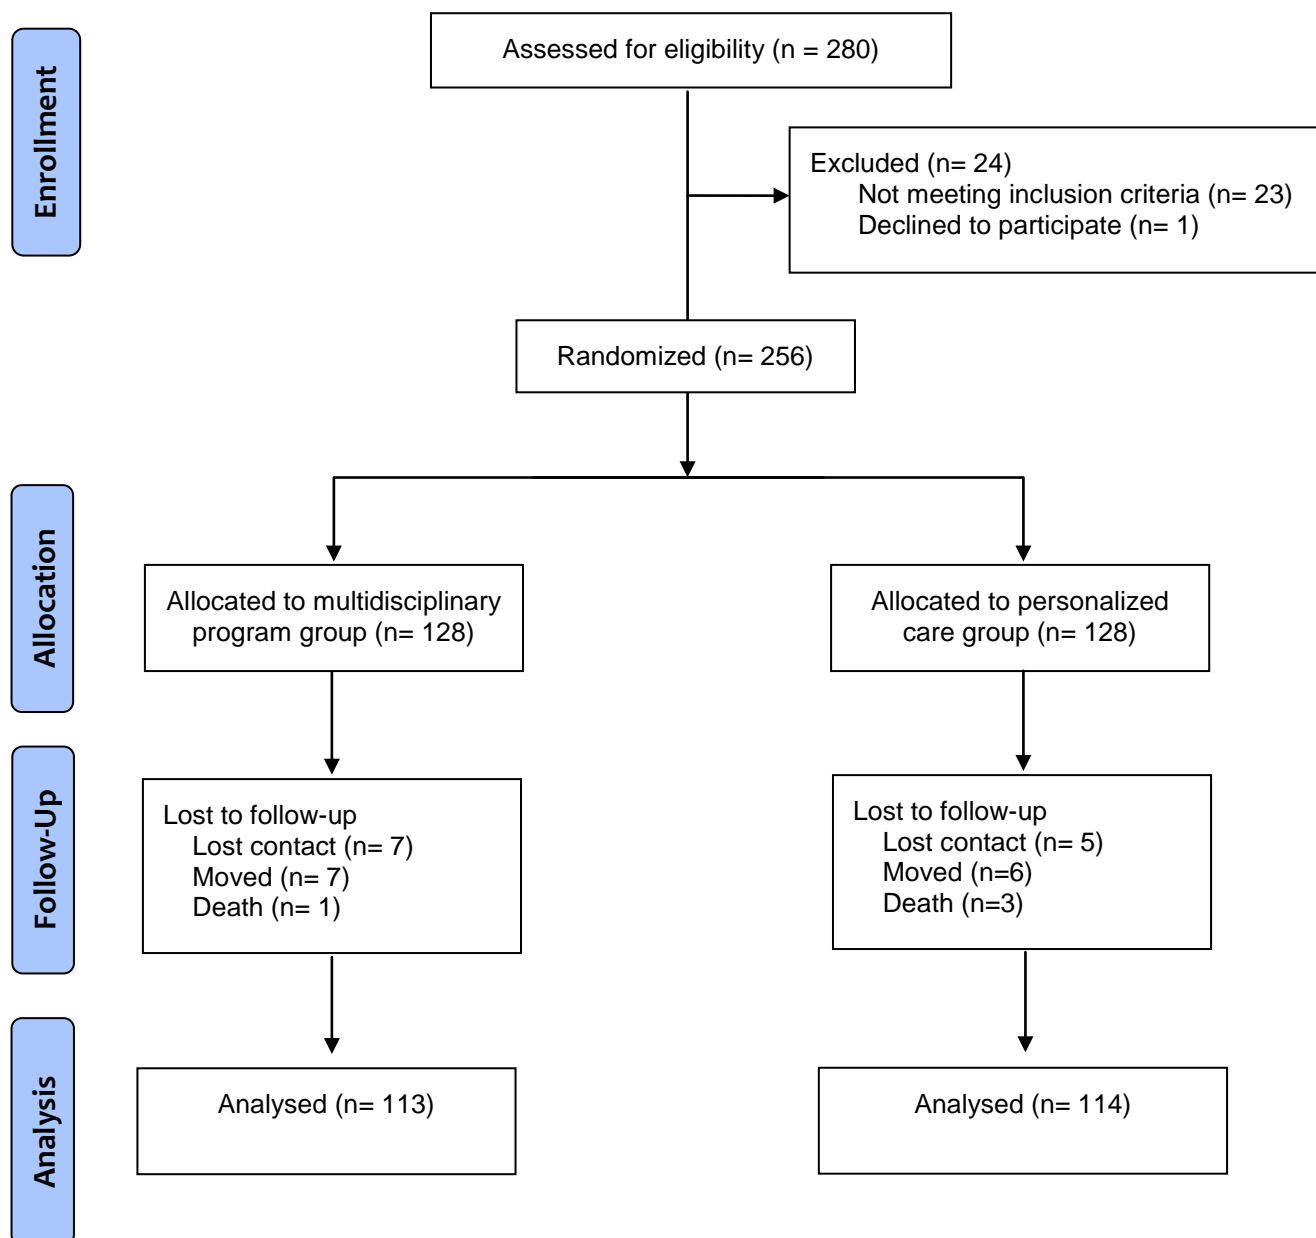 Enrollment
Assessed for eligibility (n = 280)
Excluded (n= 24)
Not meeting inclusion criteria (n= 23)
Declined to participate (n= 1)
Randomized (n= 256)
Allocation
Allocated to multidisciplinary
program group (n= 128)
Allocated to personalized
care group (n= 128)
Follow-Up
Lost to follow-up
Lost contact (n= 7)
Moved (n= 7)
Death (n= 1)
Lost to follow-up
Lost contact (n= 5)
Moved (n=6)
Death (n=3)
Analysis
Analysed (n= 113)
Analysed (n= 114)